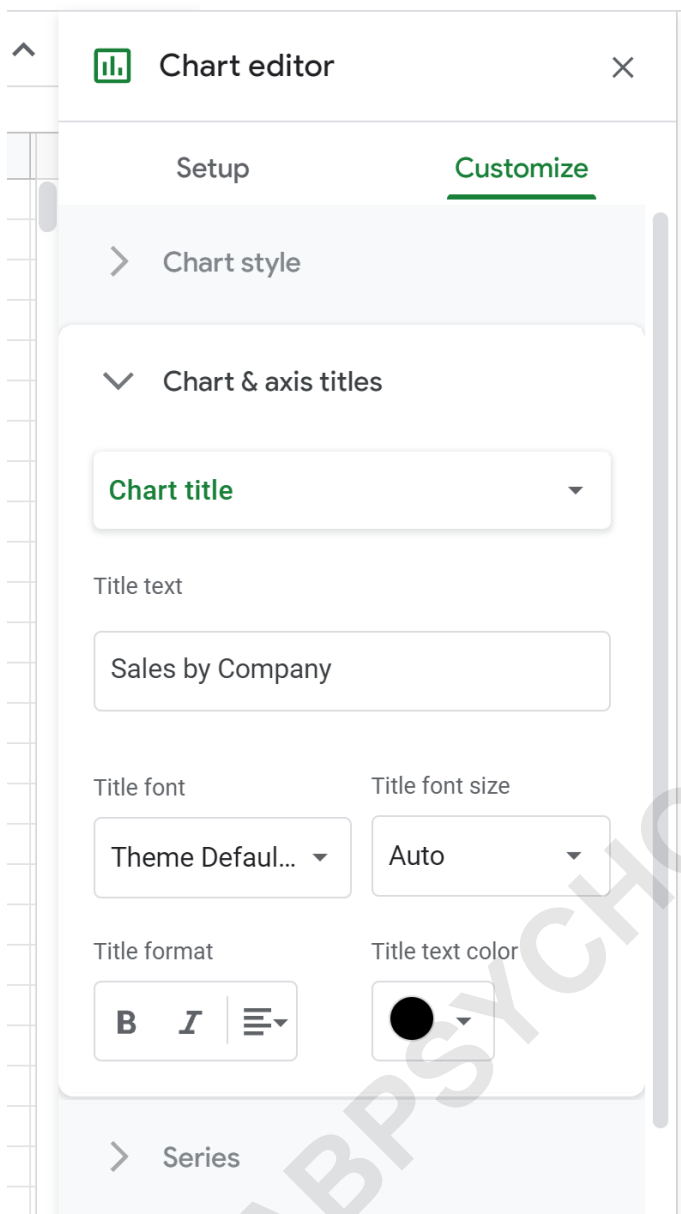 Chart editor
Setup Customize
Chart style
Chart & axis titles
Chart title
Title text
Sales by Company
Title font Title font size
Theme Defaul... Auto
Title format Title text color
B I
Series